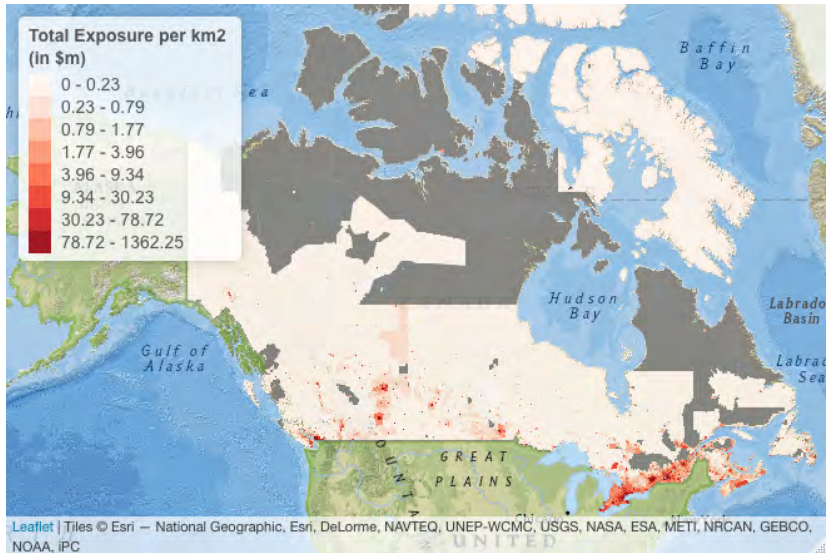 Total Exposure per km2
(in $m)
0 - 0.23
0.23 - 0.79
0.79 - 1.77
1.77 - 3.96
3.96 - 9.34
9.34 - 30.23
30.23 - 78.72
78.72 - 1362.25
Baffin
Bay
Hudson
Bay
Labrado
Basin
Labrad
Sea
Gulf of
Alaska
GREAT
PLAINS
UNITED
Leaflet | Tiles © Esri — National Geographic, Esri, DeLorme, NAVTEQ, UNEP-WCMC, USGS, NASA, ESA, METI, NRCAN, GEBCO,
NOAA, iPC